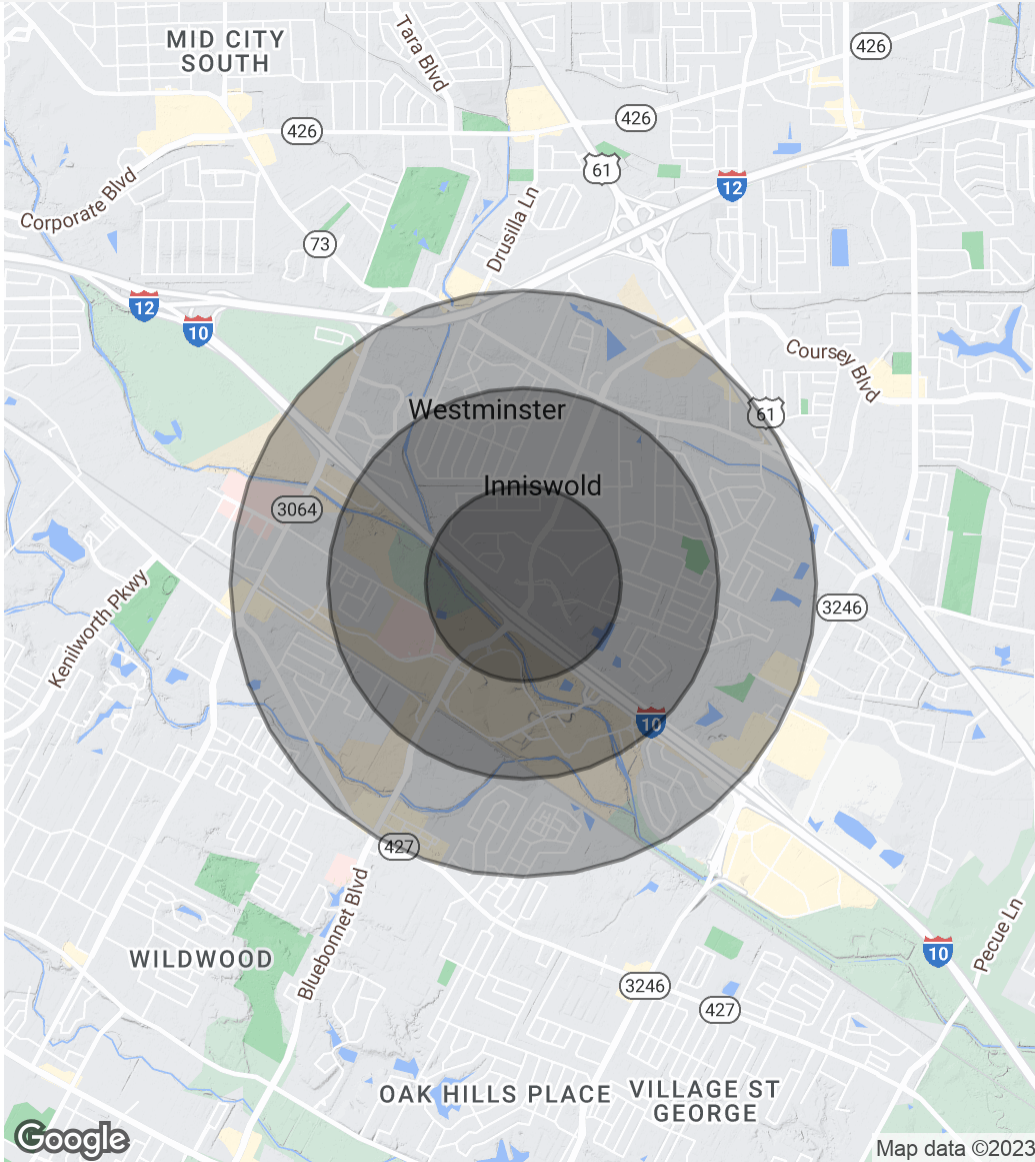 MID CITY
SOUTH
Tara Blvd
426
426
426
61
12
Corporate Blvd
Drusilla Ln
73
12
10
Coursey Blvd
Westminster
61
Inniswold
3064
Kenilworth Pkwy
3246
10
427
Bluebonnet Blvd
Pecue Ln
WILDWOOD
10
3246
427
OAK HILLS PLACE
VILLAGE ST
GEORGE
Google
Map data ©2023